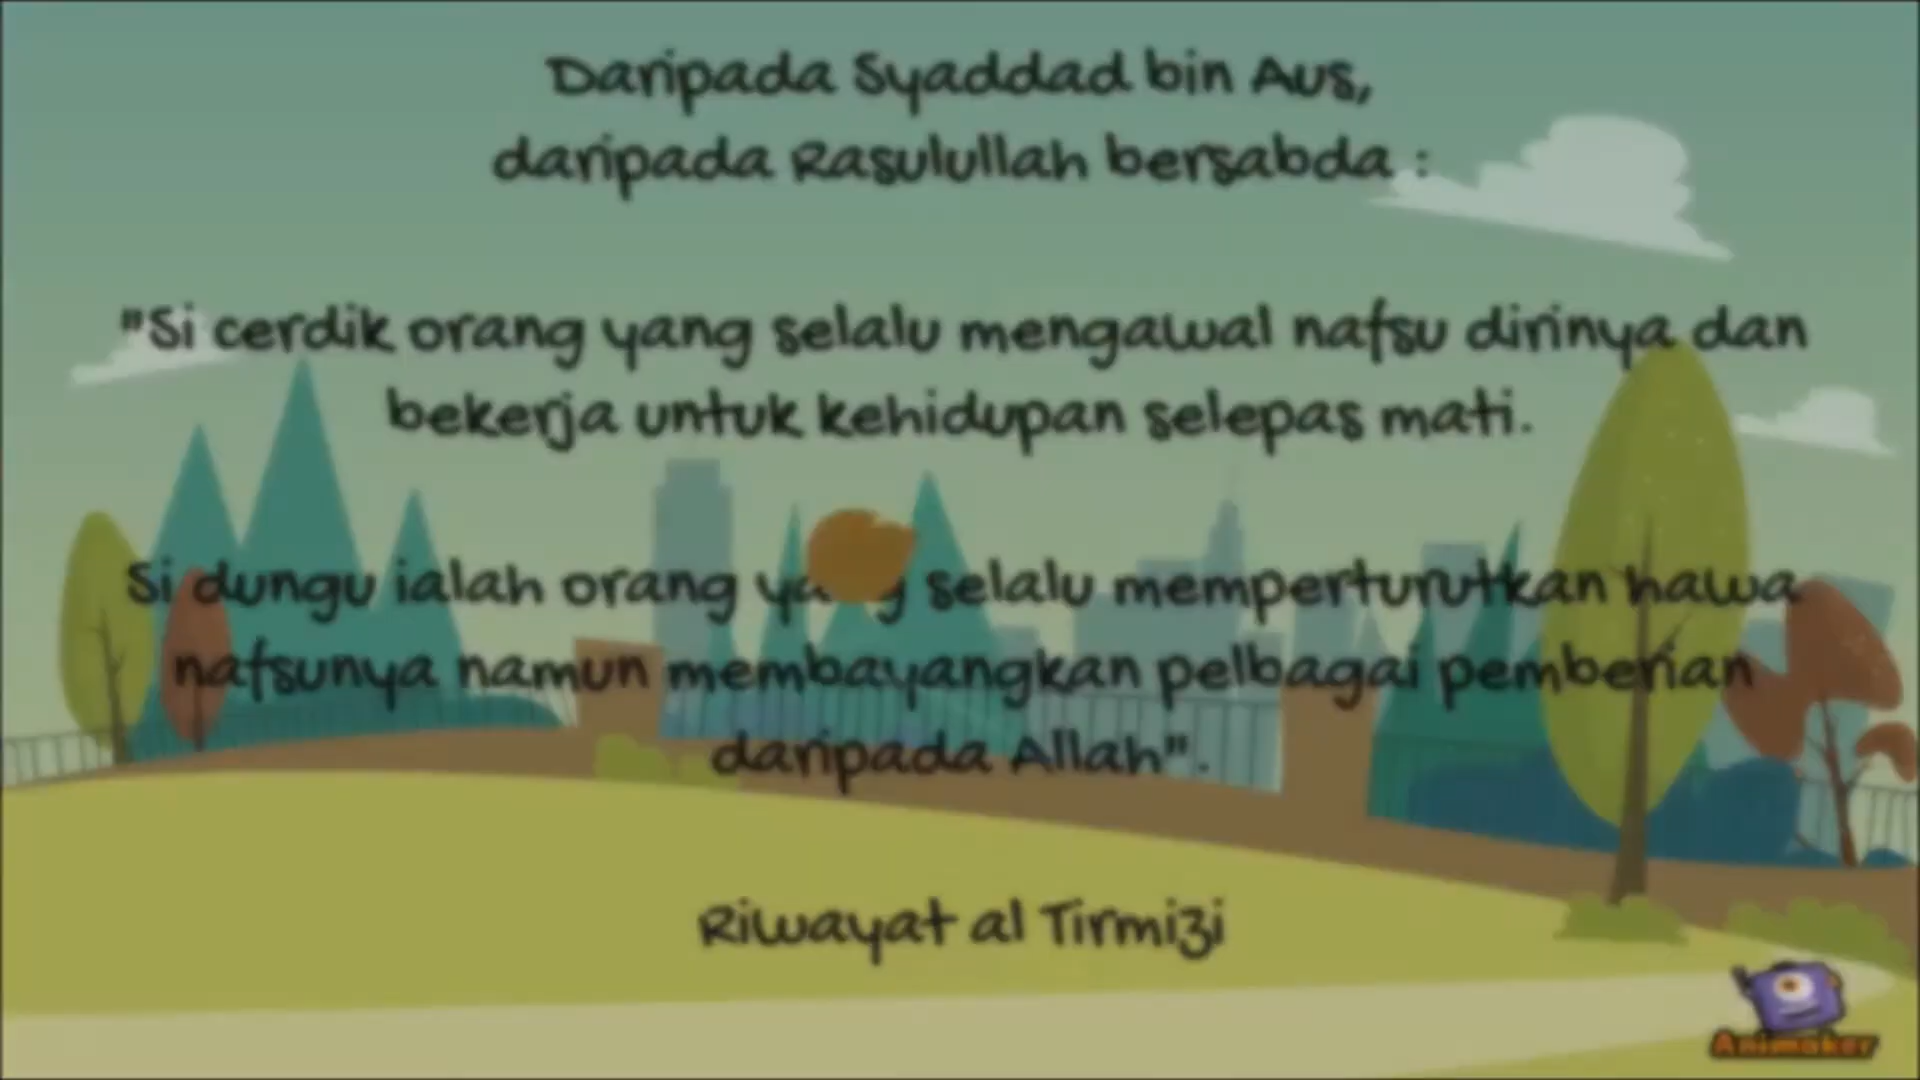 Daripada Syaddad bin Aus,
daripada Rasulullah bersabda :
"Si cerdik orang yang selalu mengawal nafsu dirinya dan
bekerja untuk kehidupan selepas mati.
Si dungu ialah orang yang selalu memperturutkan hawa
nafsunya namun membayangkan pelbagai pemberian
daripada Allah".
Riwayat al Tirmizi
Animaker